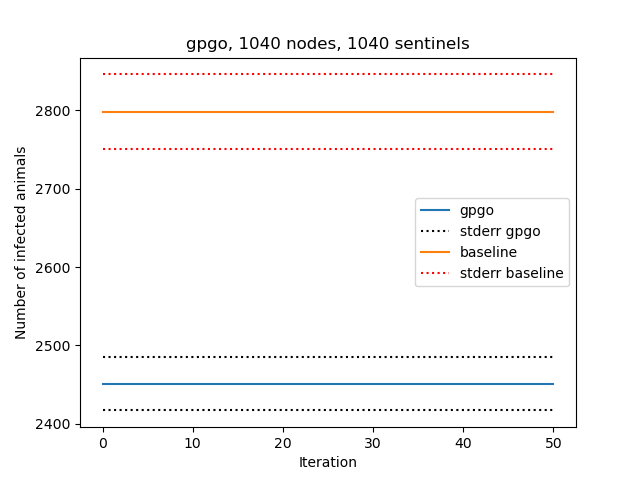 gpgo, 1040 nodes, 1040 sentinels
Number of infected animals
2800
2700
2600
2500
2400
gpgo
stderr gpgo
baseline
stderr baseline
0 10 20 30 40 50
Iteration